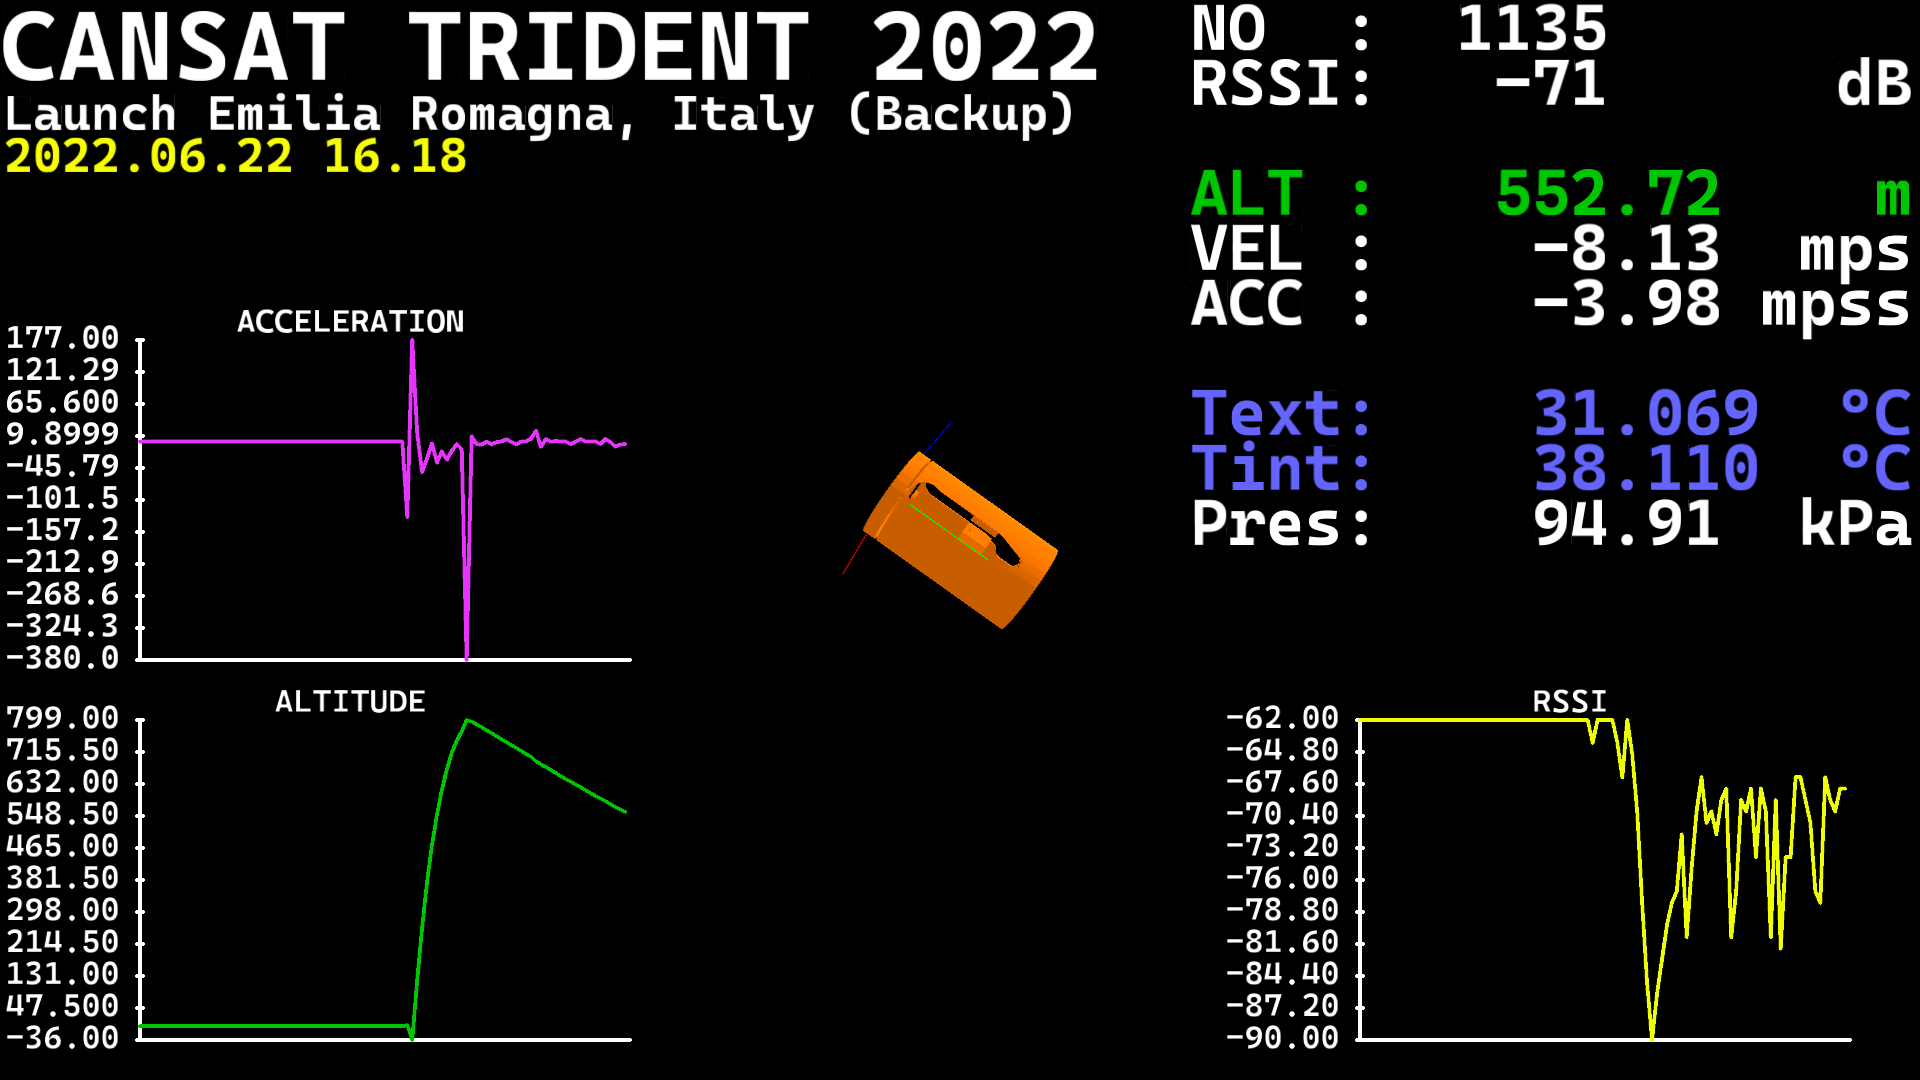 CANSAT TRIDENT 2022
Launch Emilia Romagna, Italy (Backup)
2022.06.22 16.18
NO : 1135
RSSI: -71 dB
ALT : 552.72 m
VEL : -8.13 mps
ACC : -3.98 mpss
Text: 31.069 °C
Tint: 38.110 °C
Pres: 94.91 kPa
ACCELERATION
177.00
121.29
65.600
9.8999
-45.79
-101.5
-157.2
-212.9
-268.6
-324.3
-380.0
ALTITUDE
799.00
715.50
632.00
548.50
465.00
381.50
298.00
214.50
131.00
47.500
-36.00
RSSI
-62.00
-64.80
-67.60
-70.40
-73.20
-76.00
-78.80
-81.60
-84.40
-87.20
-90.00